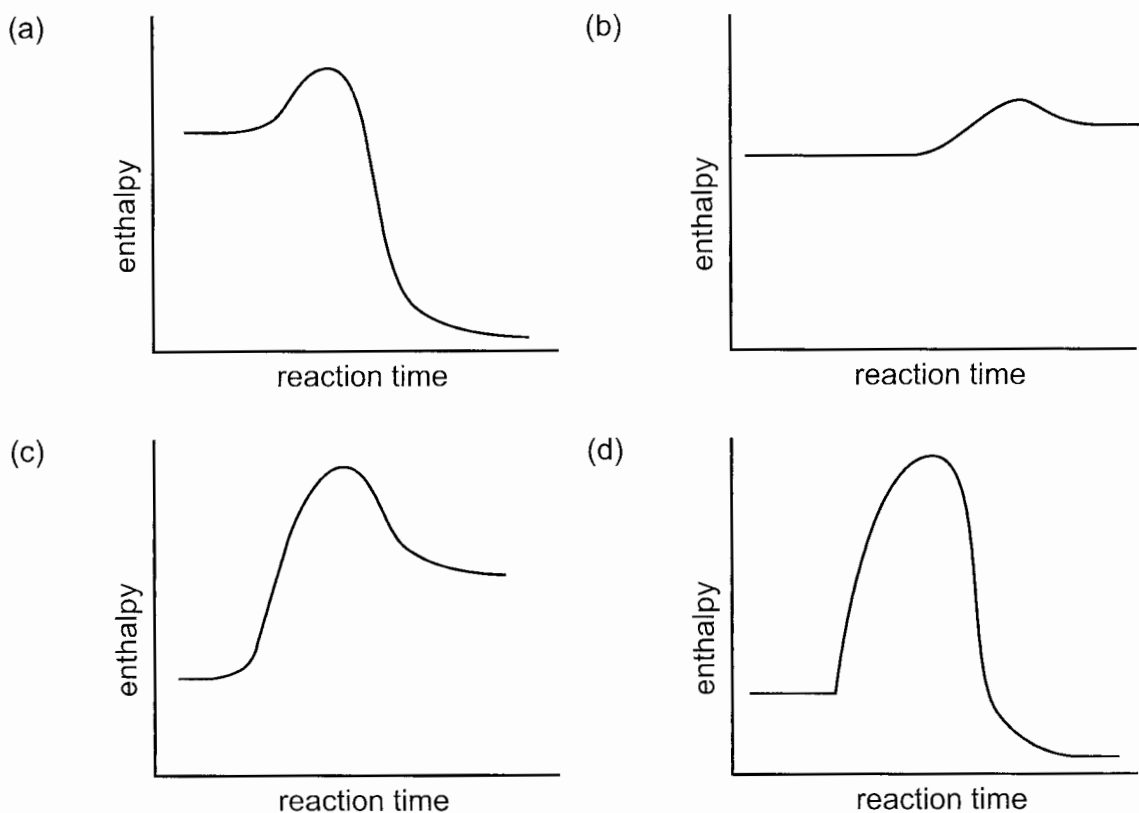 (a)
enthalpy
reaction time
(b)
enthalpy
reaction time
(c)
enthalpy
reaction time
(d)
enthalpy
reaction time